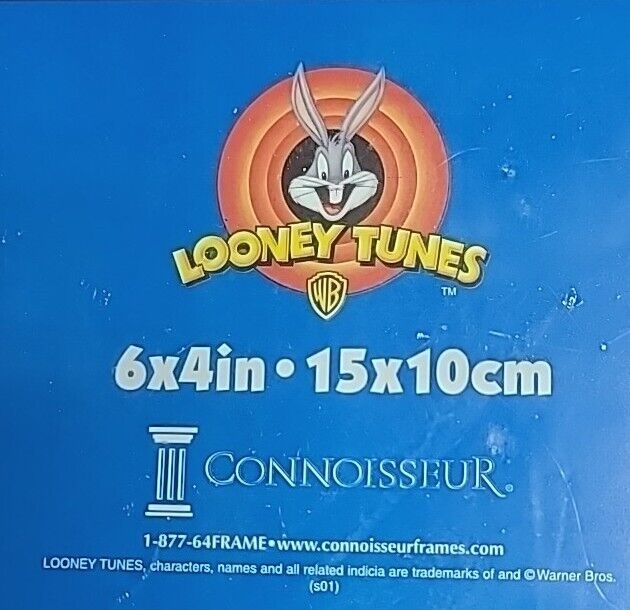 LOONEY TUNES
WB
TM
6x4in • 15x10cm
CONNOISSEUR®
1-877-64FRAME•www.connoisseurframes.com
LOONEY TUNES, characters, names and all related indicia are trademarks of and © Warner Bros.
(s01)